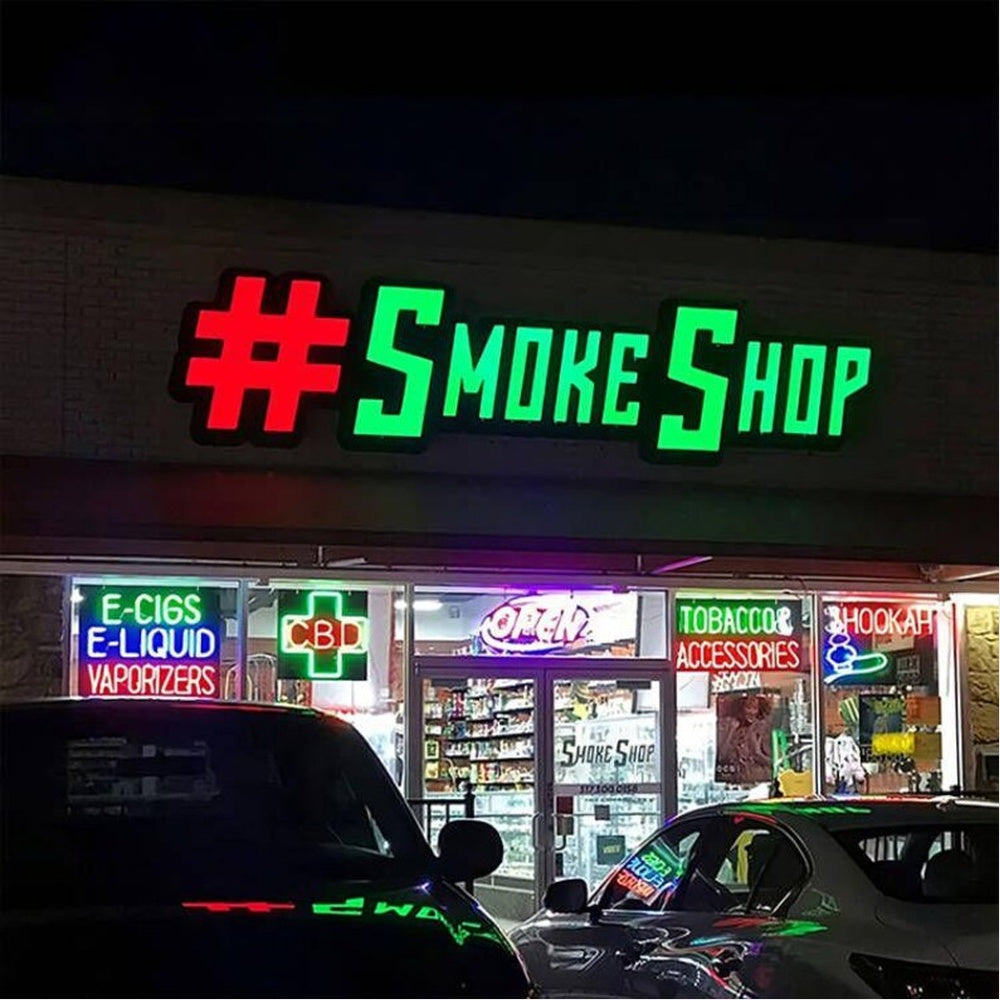 #SMOKE SHOP
E-CIGS
E-LIQUID
VAPORIZERS
CBD
OPEN
TOBACCO&
ACCESSORIES
HOOKAH
SMOKE SHOP